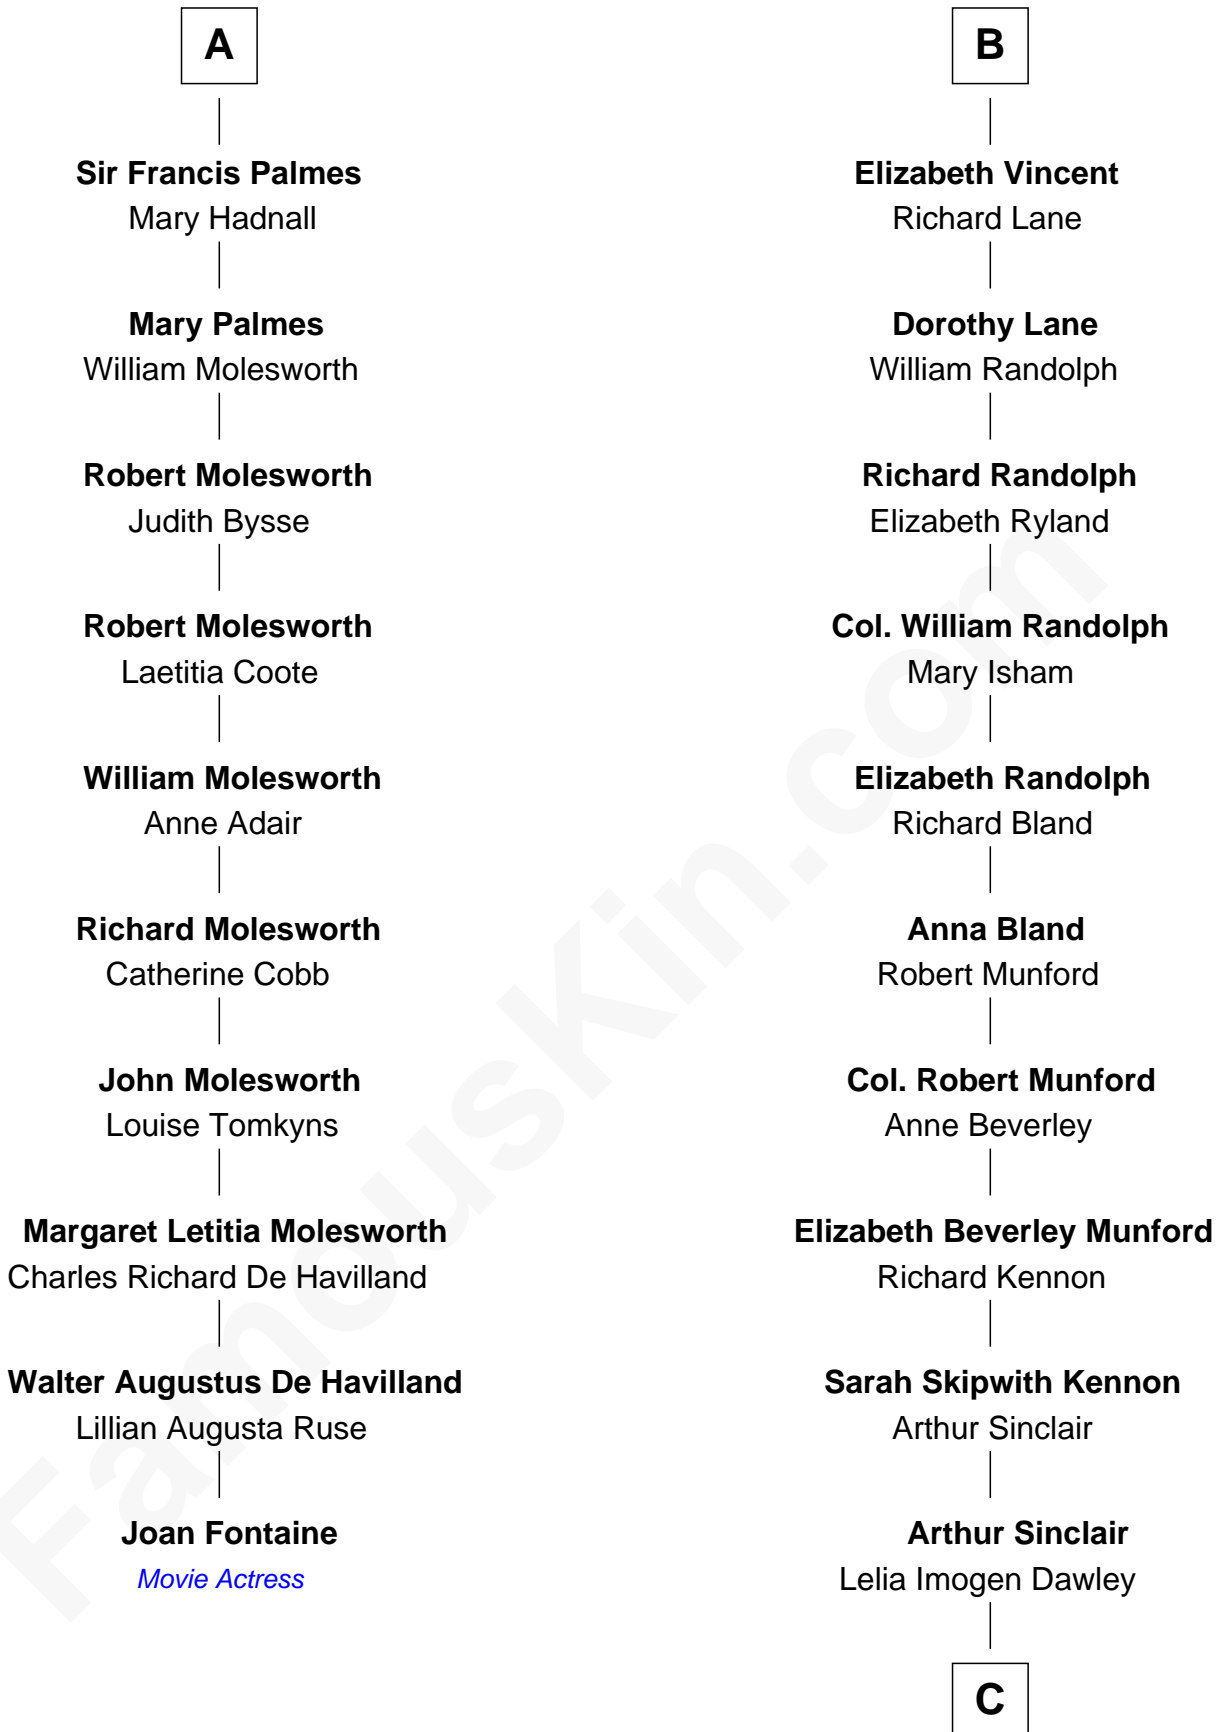 A
Sir Francis Palmes
Mary Hadnall
Mary Palmes
William Molesworth
Robert Molesworth
Judith Bysse
Robert Molesworth
Laetitia Coote
William Molesworth
Anne Adair
Richard Molesworth
Catherine Cobb
John Molesworth
Louise Tomkyns
Margaret Letitia Molesworth
Charles Richard De Havilland
Walter Augustus De Havilland
Lillian Augusta Ruse
Joan Fontaine
Movie Actress
B
Elizabeth Vincent
Richard Lane
Dorothy Lane
William Randolph
Richard Randolph
Elizabeth Ryland
Col. William Randolph
Mary Isham
Elizabeth Randolph
Richard Bland
Anna Bland
Robert Munford
Col. Robert Munford
Anne Beverley
Elizabeth Beverley Munford
Richard Kennon
Sarah Skipwith Kennon
Arthur Sinclair
Arthur Sinclair
Lelia Imogen Dawley
C
FamousKin.com